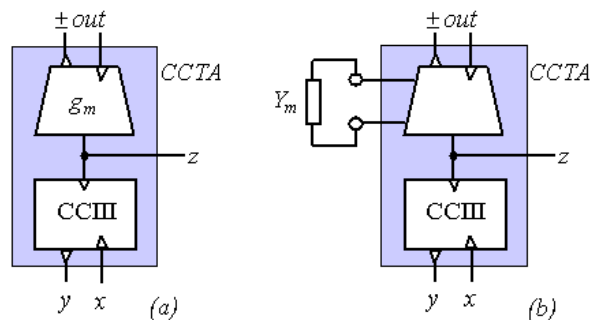 ± out
CCTA
g_m
z
CCIII
y
x
(a)
± out
CCTA
Y_m
z
CCIII
y
x
(b)